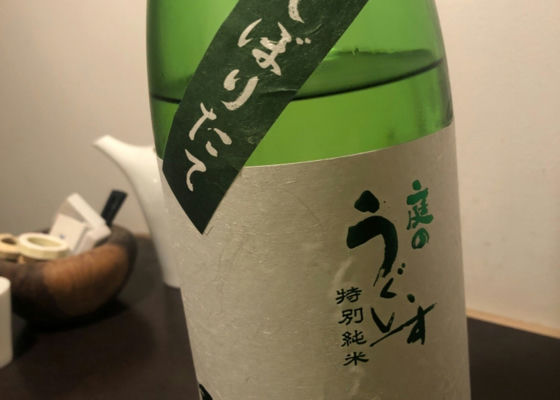 しぼりたて
庭の
うぐいす
特別純米